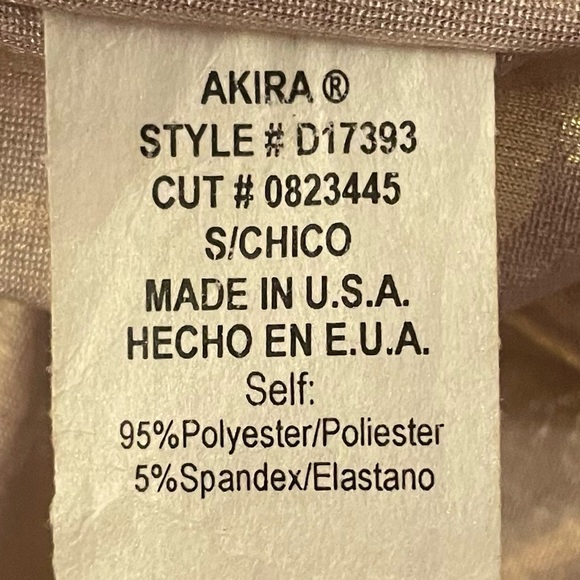 AKIRA ®
STYLE # D17393
CUT # 0823445
S/CHICO
MADE IN U.S.A.
HECHO EN E.U.A.
Self:
95%Polyester/Poliester
5%Spandex/Elastano